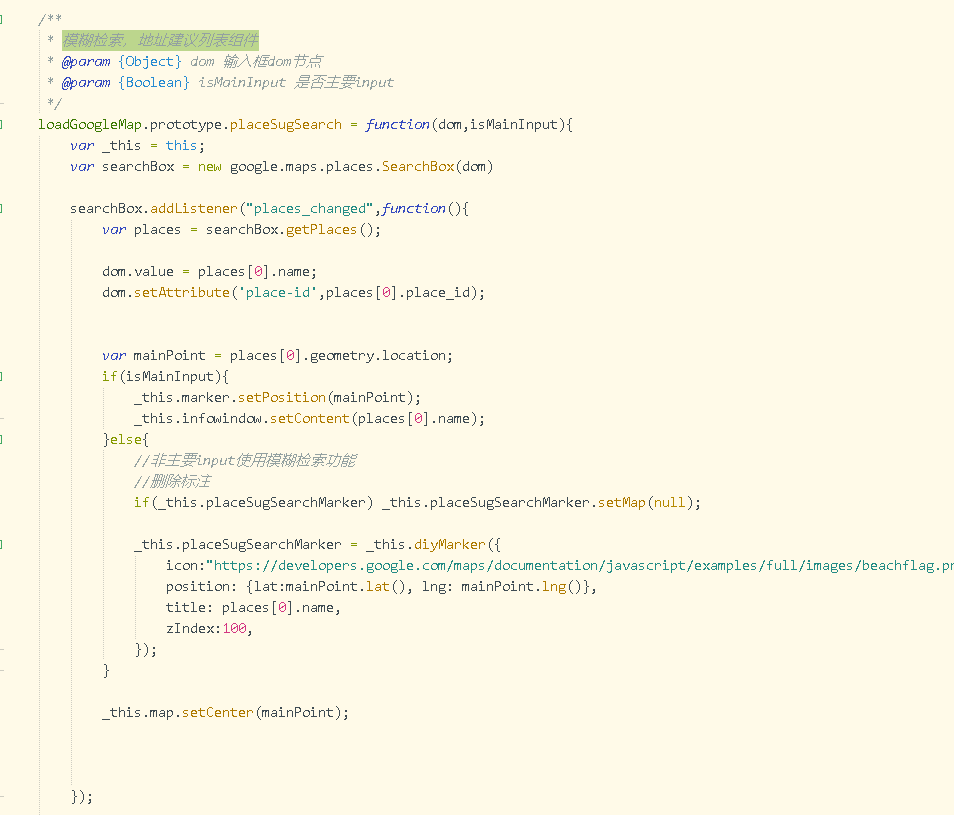 /**
 * 模糊检索，地址建议列表组件
 * @param {Object} dom 输入框dom节点
 * @param {Boolean} isMainInput 是否主要input
 */
loadGoogleMap.prototype.placeSugSearch = function(dom,isMainInput){
    var _this = this;
    var searchBox = new google.maps.places.SearchBox(dom)
    searchBox.addListener("places_changed",function(){
        var places = searchBox.getPlaces();
        dom.value = places[0].name;
        dom.setAttribute('place-id',places[0].place_id);
        var mainPoint = places[0].geometry.location;
        if(isMainInput){
            _this.marker.setPosition(mainPoint);
            _this.infowindow.setContent(places[0].name);
        }else{
            //非主要input使用模糊检索功能
            //删除标注
            if(_this.placeSugSearchMarker) _this.placeSugSearchMarker.setMap(null);
            _this.placeSugSearchMarker = _this.diyMarker({
                icon:"https://developers.google.com/maps/documentation/javascript/examples/full/images/beachflag.pn
                position: {lat:mainPoint.lat(), lng: mainPoint.lng()},
                title: places[0].name,
                zIndex:100,
            });
        }
        _this.map.setCenter(mainPoint);
    });